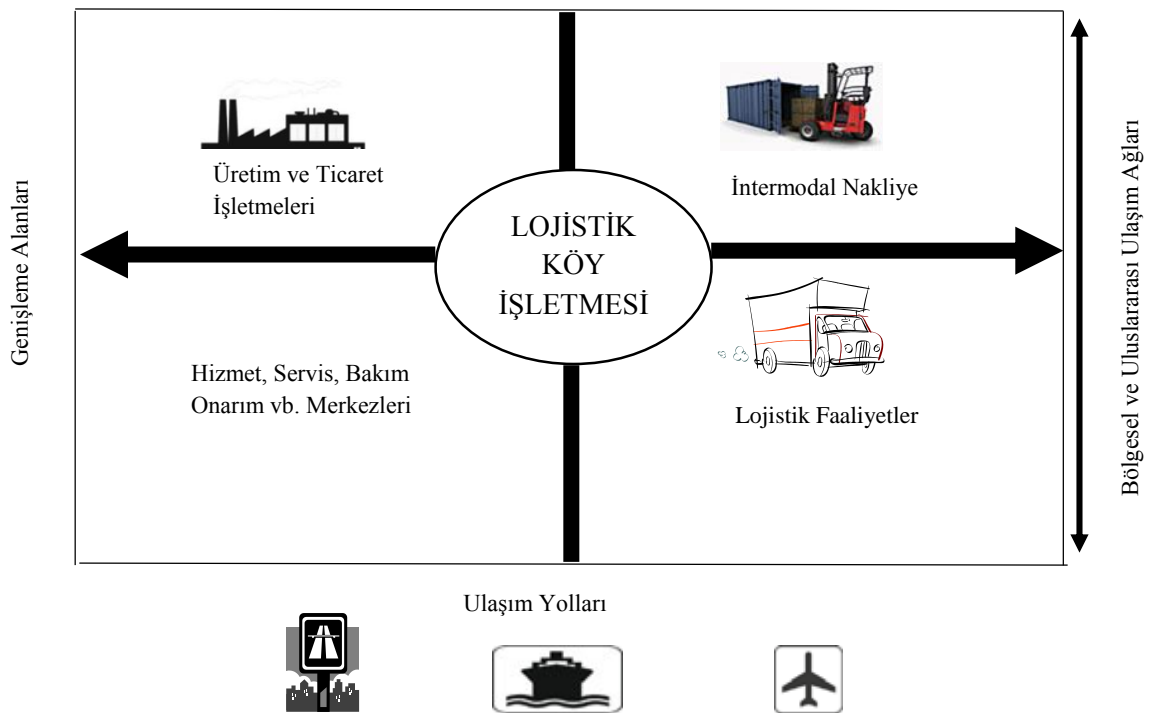 Üretim ve Ticaret
İşletmeleri
İntermodal Nakliye
LOJİSTİK
KÖY
İŞLETMESİ
Genişleme Alanları
Bölgesel ve Uluslararası Ulaşım Ağları
Hizmet, Servis, Bakım
Onarım vb. Merkezleri
Lojistik Faaliyetler
Ulaşım Yolları